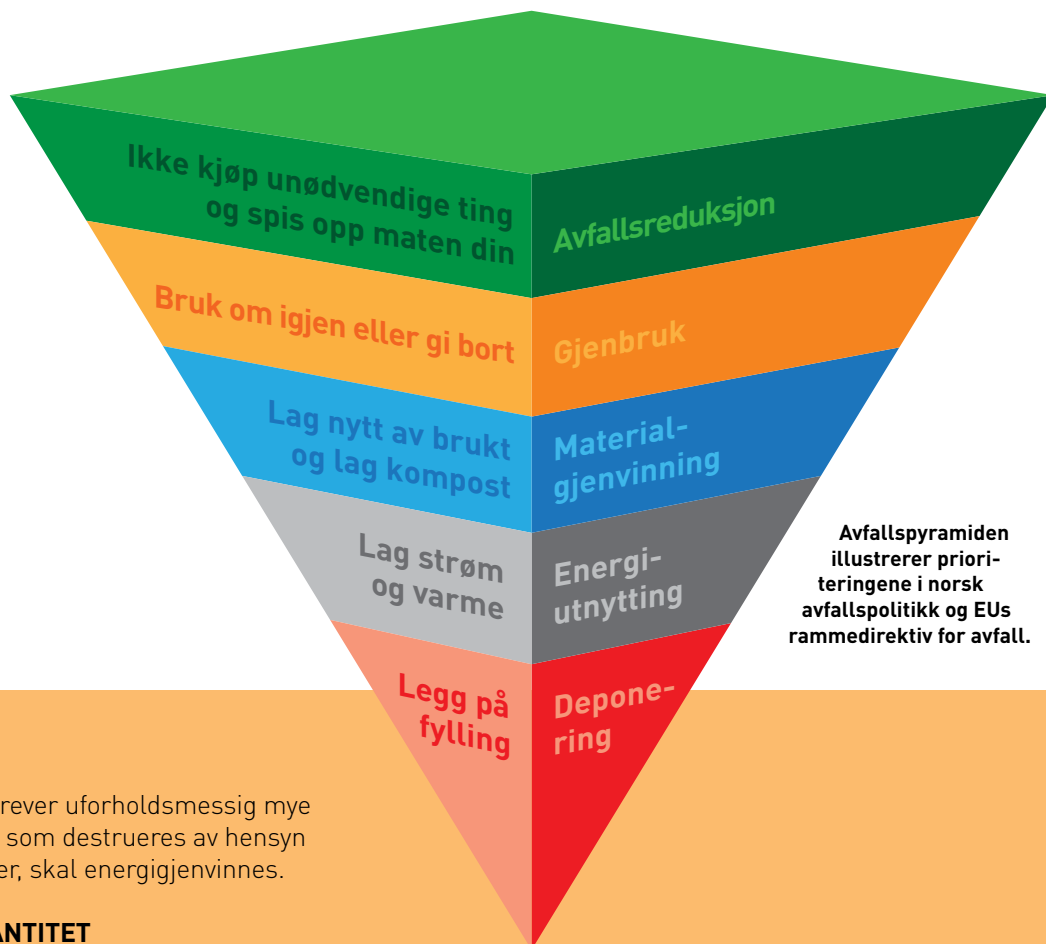 Ikke kjøp unødvendige ting
og spis opp maten din
Avfallsreduksjon
Bruk om igjen eller gi bort
Gjenbruk
Lag nytt av brukt
og lag kompost
Material-
gjenvinning
Lag strøm
og varme
Energi-
utnytting
Legg på
fylling
Depone-
ring
Avfallspyramiden
illustrerer priori-
teringene i norsk
avfallspolitikk og EUs
rammedirektiv for avfall.
rever uforholdsmessig mye
som destrueres av hensyn
er, skal energigjenvinnes.
ANTITET